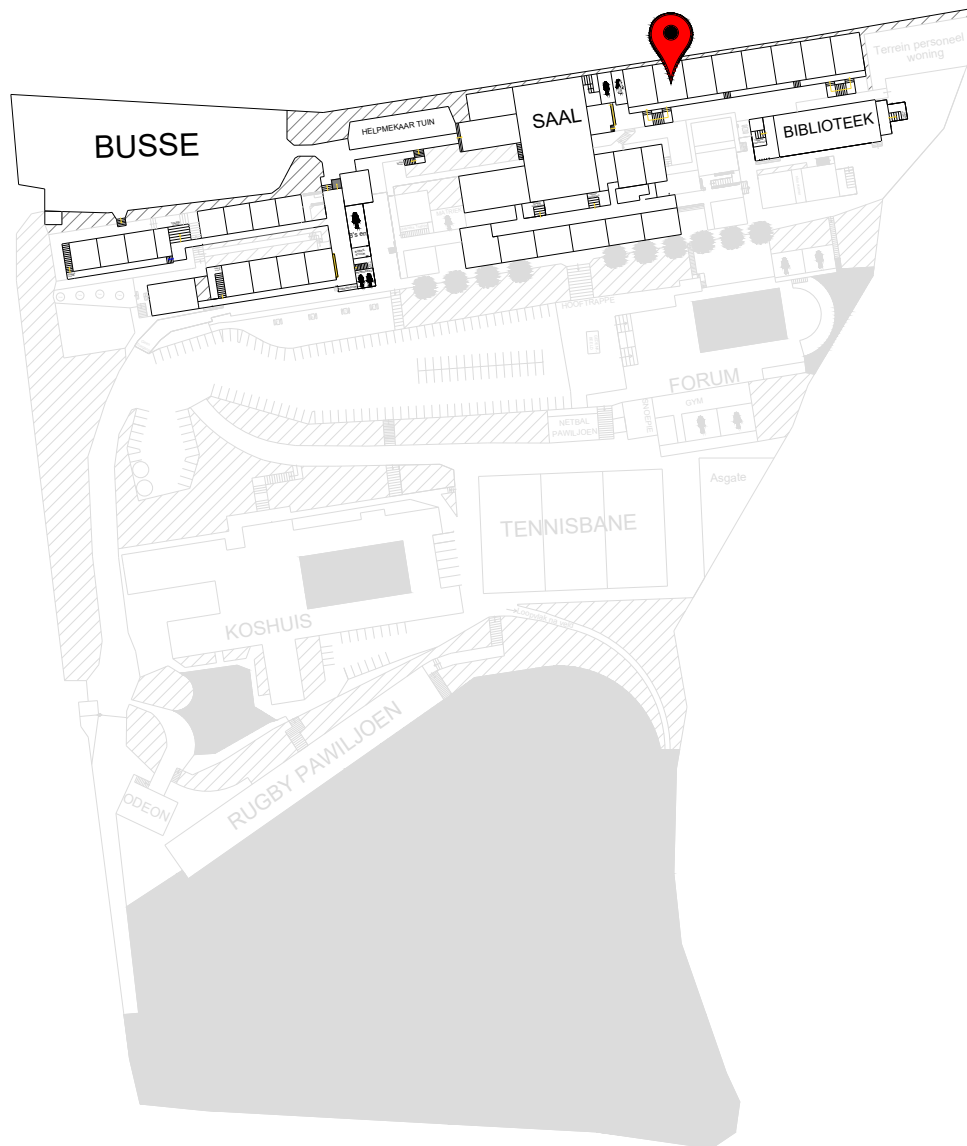 Terrein personeel
woning
SAAL
HELPMEKAAR TUIN
BIBLIOTEEK
BUSSE
HOOFTRAPPE
FORUM
GYM
NETBAL
PAWILJOEN
Asgate
TENNISBANE
KOSHUIS
RUGBY PAWILJOEN
ODEON